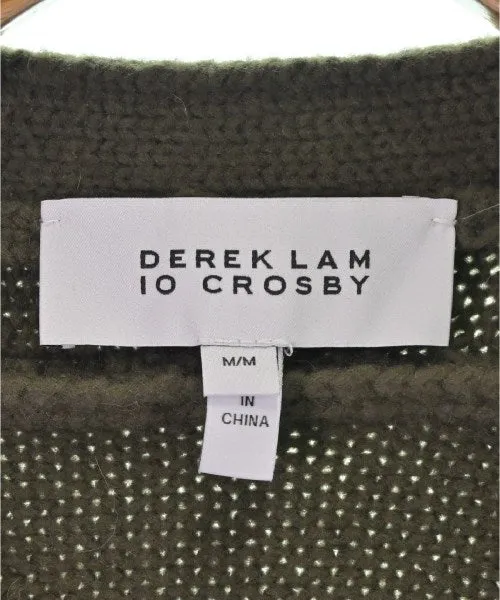 DEREK LAM
10 CROSBY
M/M
IN
CHINA